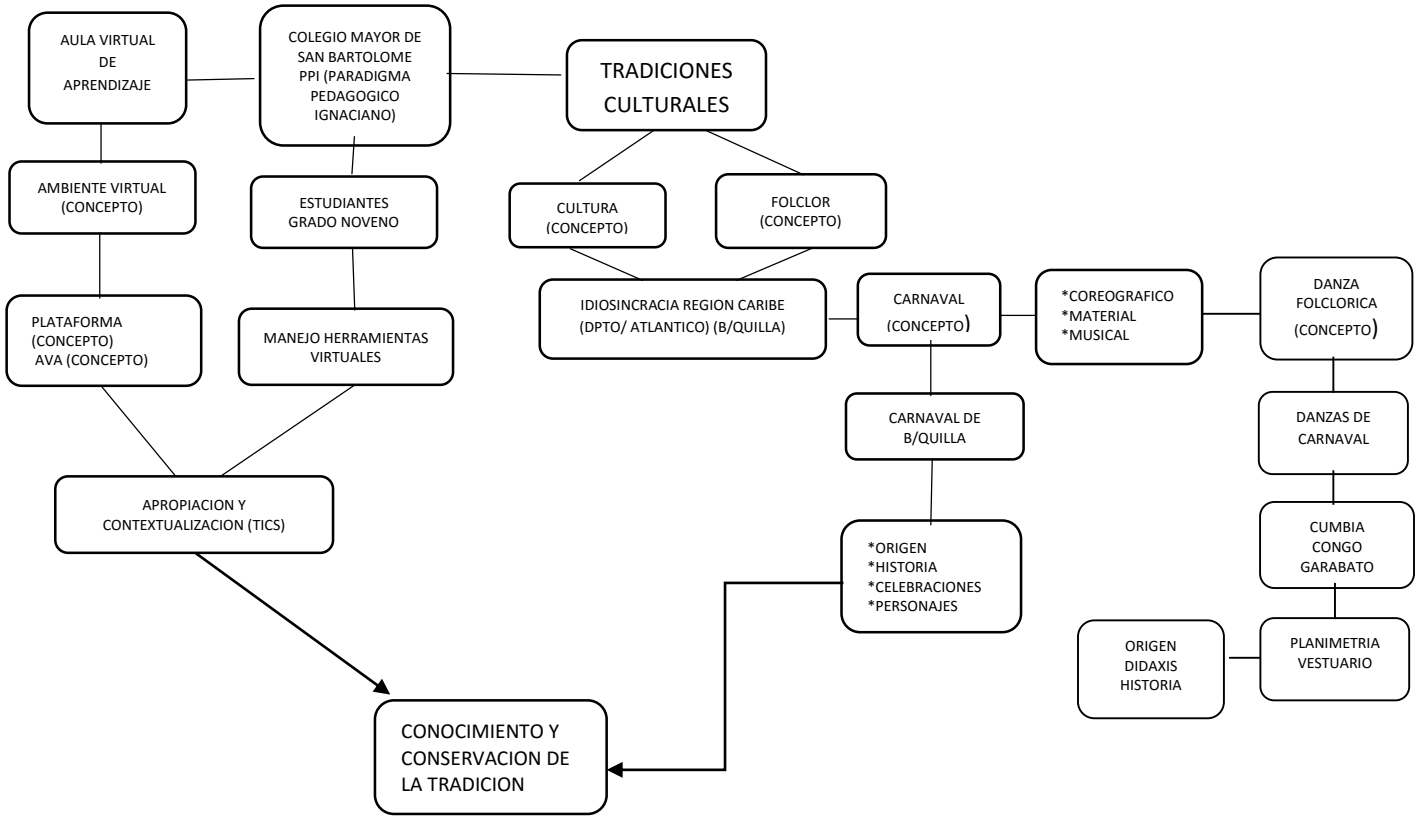 AULA VIRTUAL
DE
APRENDIZAJE
COLEGIO MAYOR DE
SAN BARTOLOME
PPI (PARADIGMA
PEDAGOGICO
IGNACIANO)
TRADICIONES
CULTURALES
AMBIENTE VIRTUAL
(CONCEPTO)
ESTUDIANTES
GRADO NOVENO
CULTURA
(CONCEPTO)
FOLCLOR
(CONCEPTO)
PLATAFORMA
(CONCEPTO)
AVA (CONCEPTO)
MANEJO HERRAMIENTAS
VIRTUALES
IDIOSINCRACIA REGION CARIBE
(DPTO/ ATLANTICO) (B/QUILLA)
CARNAVAL
(CONCEPTO)
*COREOGRAFICO
*MATERIAL
*MUSICAL
DANZA
FOLCLORICA
(CONCEPTO)
CARNAVAL DE
B/QUILLA
DANZAS DE
CARNAVAL
APROPIACION Y
CONTEXTUALIZACION (TICS)
*ORIGEN
*HISTORIA
*CELEBRACIONES
*PERSONAJES
CUMBIA
CONGO
GARABATO
ORIGEN
DIDAXIS
HISTORIA
PLANIMETRIA
VESTUARIO
CONOCIMIENTO Y
CONSERVACION DE
LA TRADICION